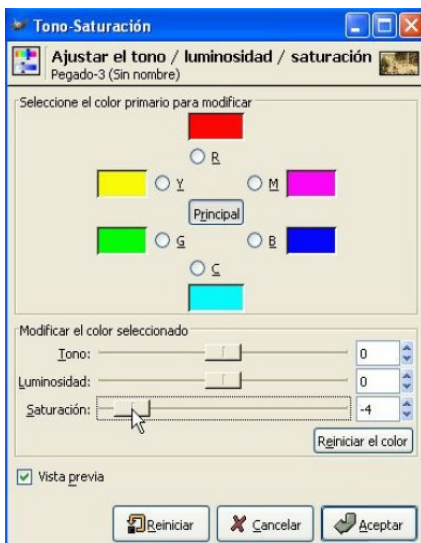 Tono-Saturación
Ajustar el tono / luminosidad / saturación
Pegado-3 (Sin nombre)
Seleccione el color primario para modificar
R
Y M
Principal
G B
C
Modificar el color seleccionado
Tono: 0
Luminosidad: 0
Saturación: -4
Reiniciar el color
Vista previa
Reiniciar Cancelar Aceptar